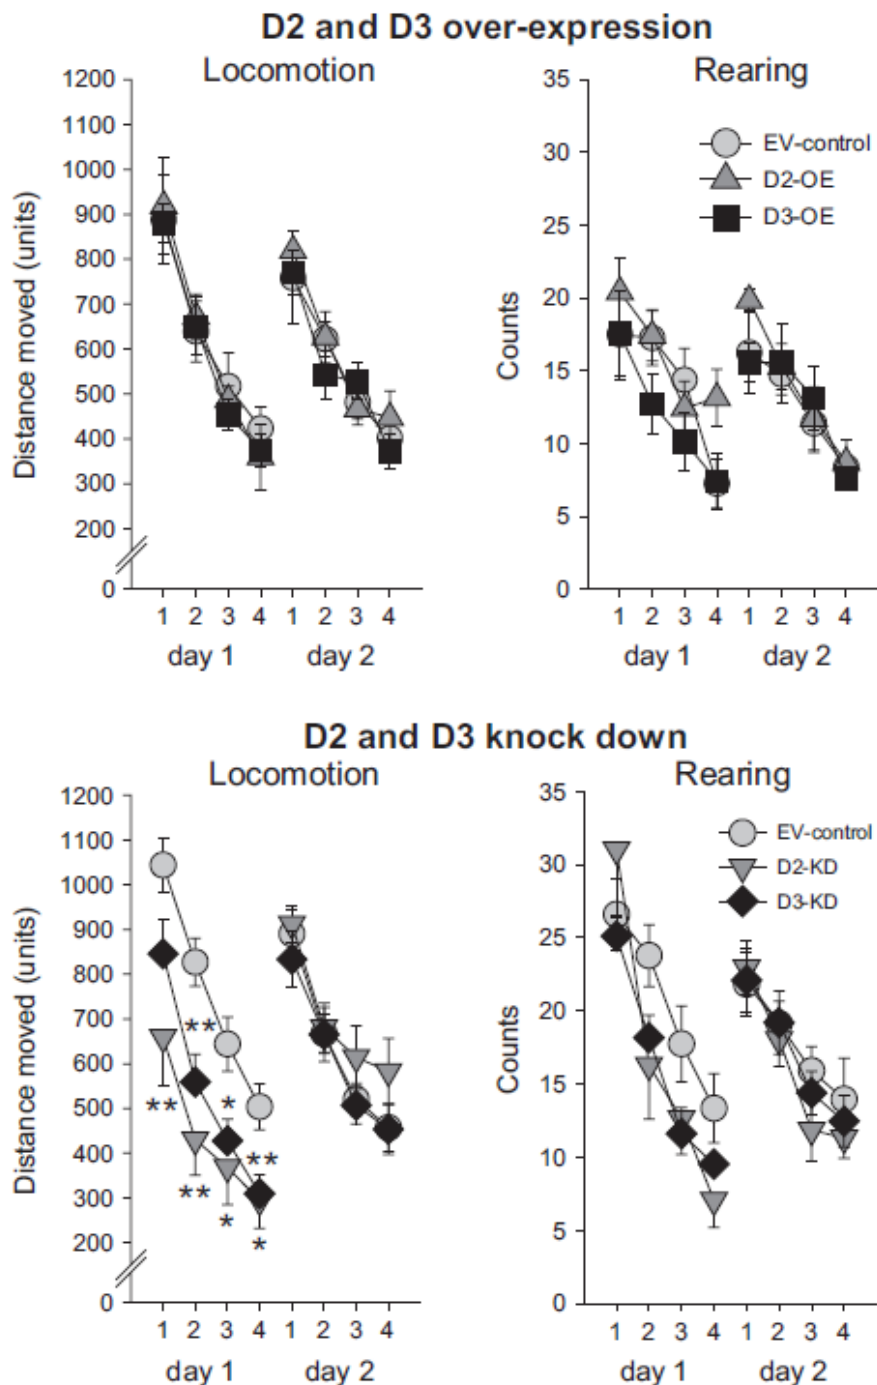 D2 and D3 over-expression
Locomotion
Rearing
Distance moved (units)
1200
1100
1000
900
800
700
600
500
400
300
200
0
1 2 3 4 1 2 3 4
day 1 day 2
Counts
35
30
25
20
15
10
5
0
EV-control
D2-OE
D3-OE
1 2 3 4 1 2 3 4
day 1 day 2
D2 and D3 knock down
Locomotion
Rearing
Distance moved (units)
1200
1100
1000
900
800
700
600
500
400
300
200
0
**
*
**
**
**
*
*
1 2 3 4 1 2 3 4
day 1 day 2
Counts
35
30
25
20
15
10
5
0
EV-control
D2-KD
D3-KD
1 2 3 4 1 2 3 4
day 1 day 2